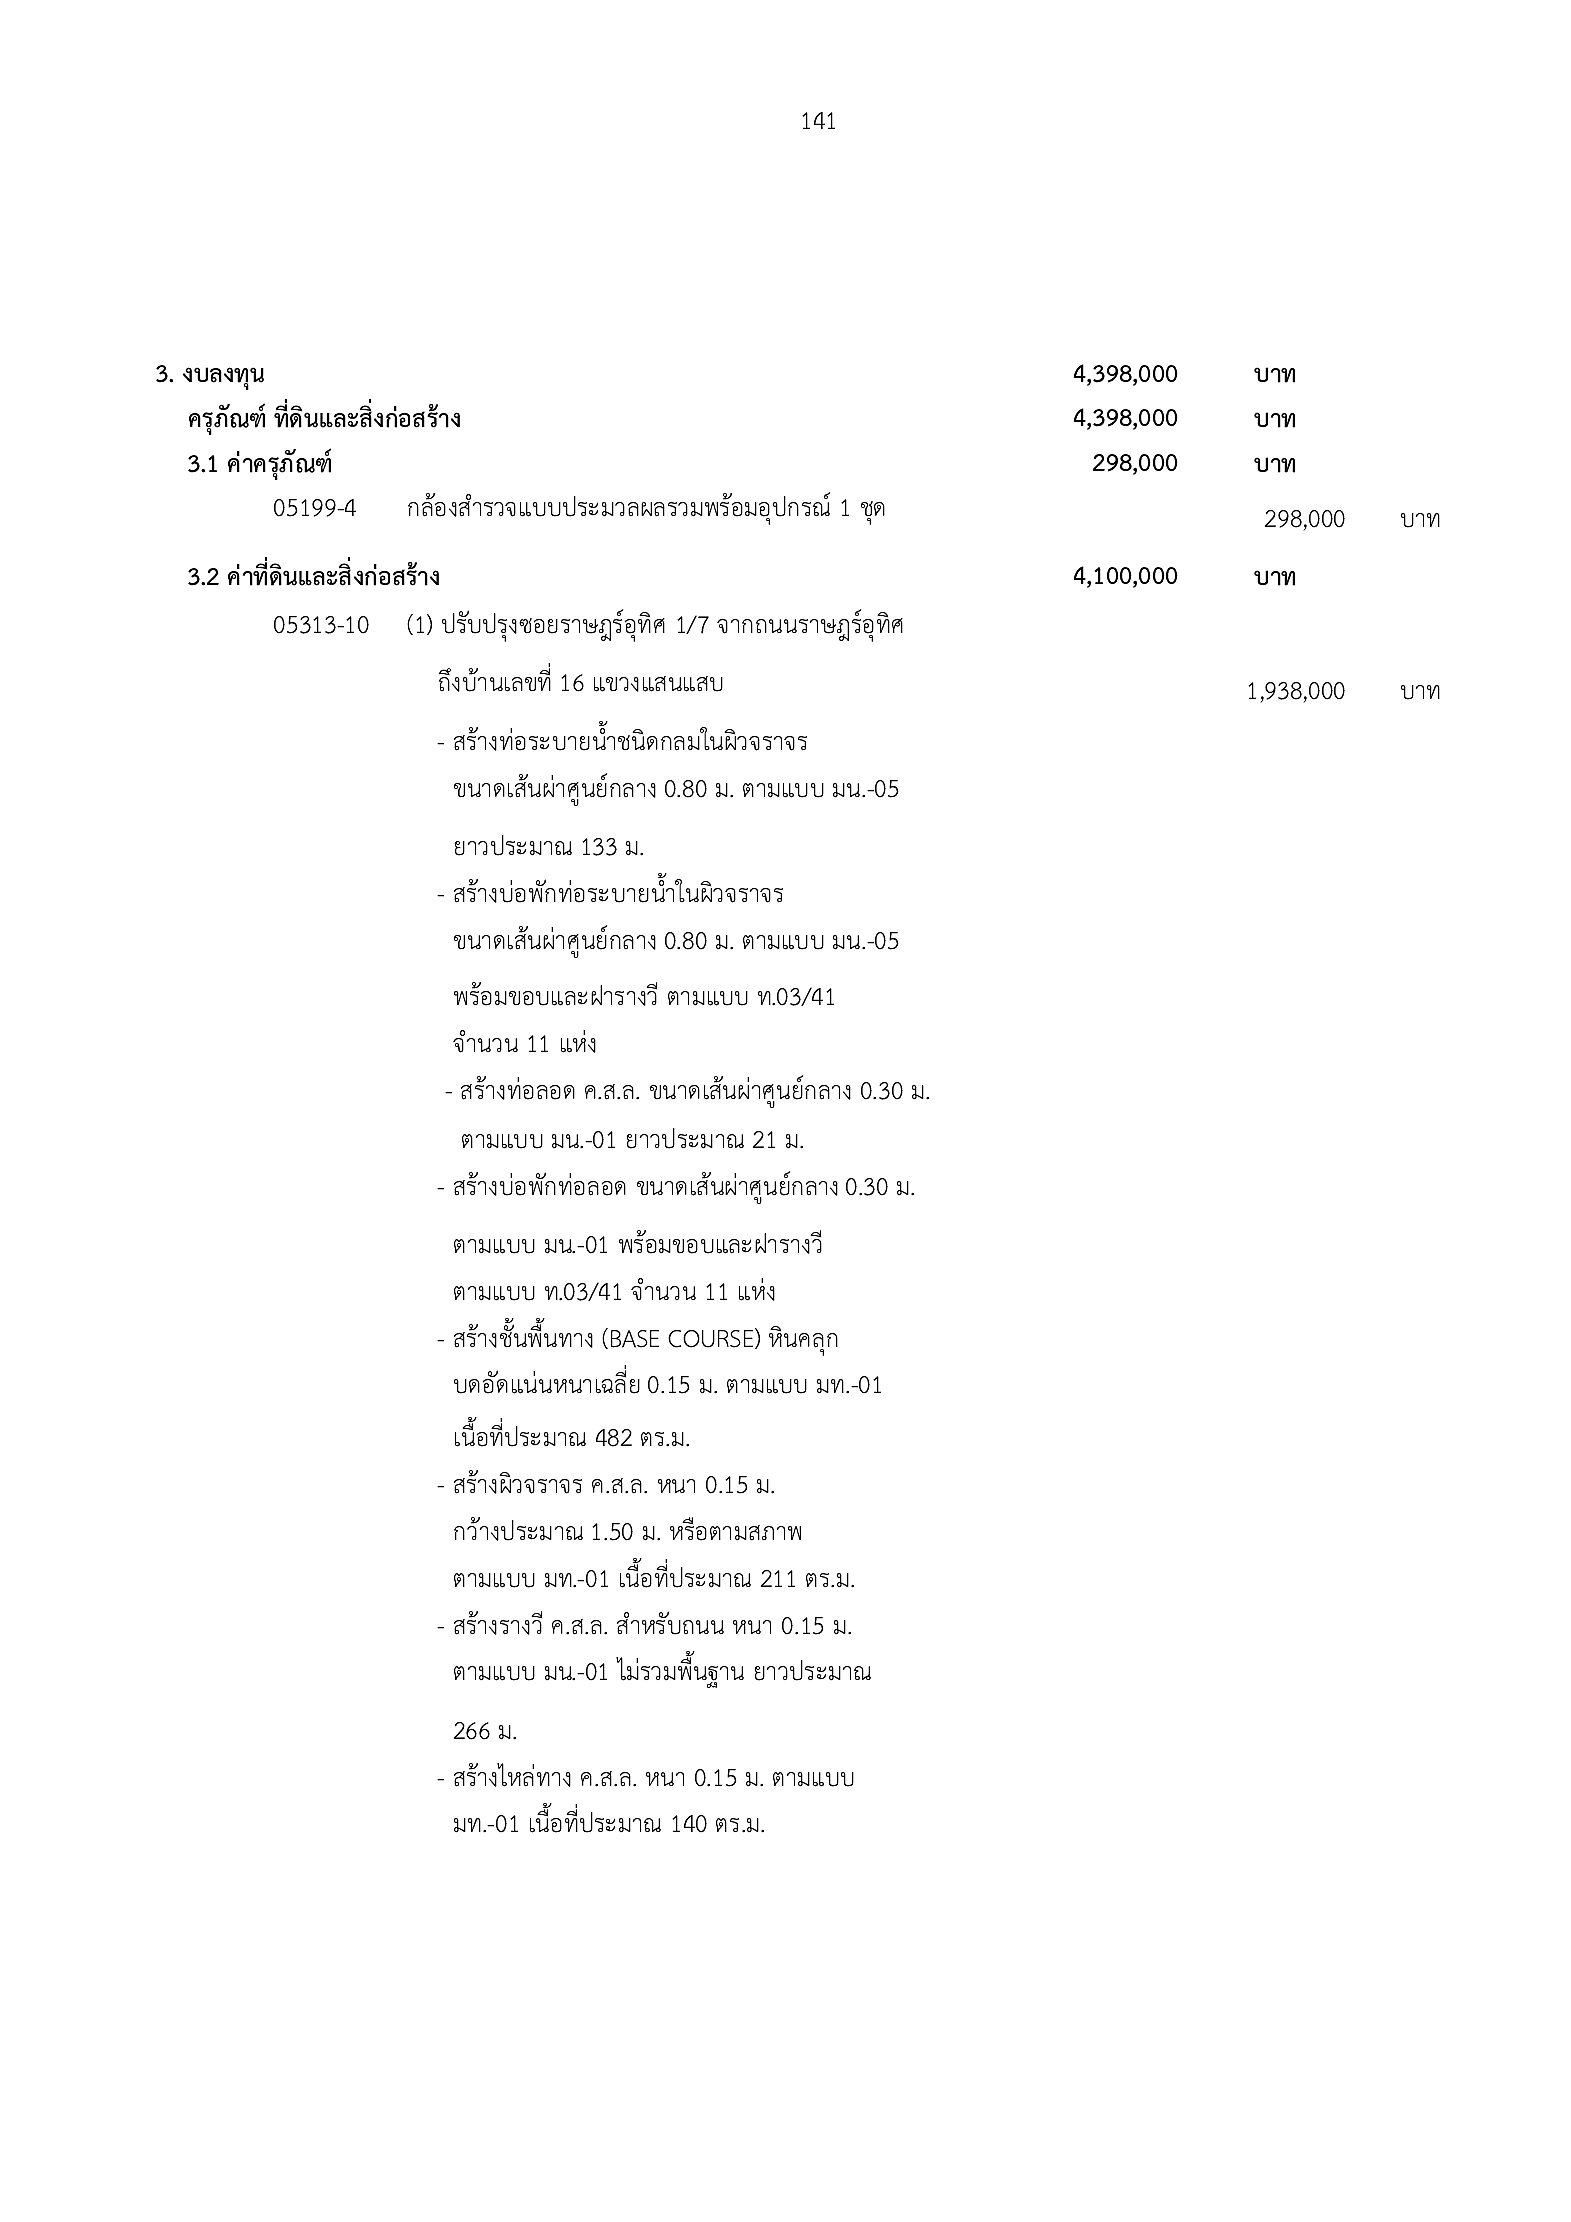 141
3. งบลงทุน 4,398,000 บาท
ครุภัณฑ์ ที่ดินและสิ่งก่อสร้าง 4,398,000 บาท
3.1 ค่าครุภัณฑ์ 298,000 บาท
05199-4 กล้องสำรวจแบบประมวลผลรวมพร้อมอุปกรณ์ 1 ชุด 298,000 บาท
3.2 ค่าที่ดินและสิ่งก่อสร้าง 4,100,000 บาท
05313-10 (1) ปรับปรุงซอยราษฎร์อุทิศ 1/7 จากถนนราษฎร์อุทิศ
ถึงบ้านเลขที่ 16 แขวงแสนแสบ 1,938,000 บาท
- สร้างท่อระบายน้ำชนิดกลมในผิวจราจร
ขนาดเส้นผ่าศูนย์กลาง 0.80 ม. ตามแบบ มน.-05
ยาวประมาณ 133 ม.
- สร้างบ่อพักท่อระบายน้ำในผิวจราจร
ขนาดเส้นผ่าศูนย์กลาง 0.80 ม. ตามแบบ มน.-05
พร้อมขอบและฝารางวี ตามแบบ ท.03/41
จำนวน 11 แห่ง
- สร้างท่อลอด ค.ส.ล. ขนาดเส้นผ่าศูนย์กลาง 0.30 ม.
ตามแบบ มน.-01 ยาวประมาณ 21 ม.
- สร้างบ่อพักท่อลอด ขนาดเส้นผ่าศูนย์กลาง 0.30 ม.
ตามแบบ มน.-01 พร้อมขอบและฝารางวี
ตามแบบ ท.03/41 จำนวน 11 แห่ง
- สร้างชั้นพื้นทาง (BASE COURSE) หินคลุก
บดอัดแน่นหนาเฉลี่ย 0.15 ม. ตามแบบ มท.-01
เนื้อที่ประมาณ 482 ตร.ม.
- สร้างผิวจราจร ค.ส.ล. หนา 0.15 ม.
กว้างประมาณ 1.50 ม. หรือตามสภาพ
ตามแบบ มท.-01 เนื้อที่ประมาณ 211 ตร.ม.
- สร้างรางวี ค.ส.ล. สำหรับถนน หนา 0.15 ม.
ตามแบบ มน.-01 ไม่รวมพื้นฐาน ยาวประมาณ
266 ม.
- สร้างไหล่ทาง ค.ส.ล. หนา 0.15 ม. ตามแบบ
มท.-01 เนื้อที่ประมาณ 140 ตร.ม.